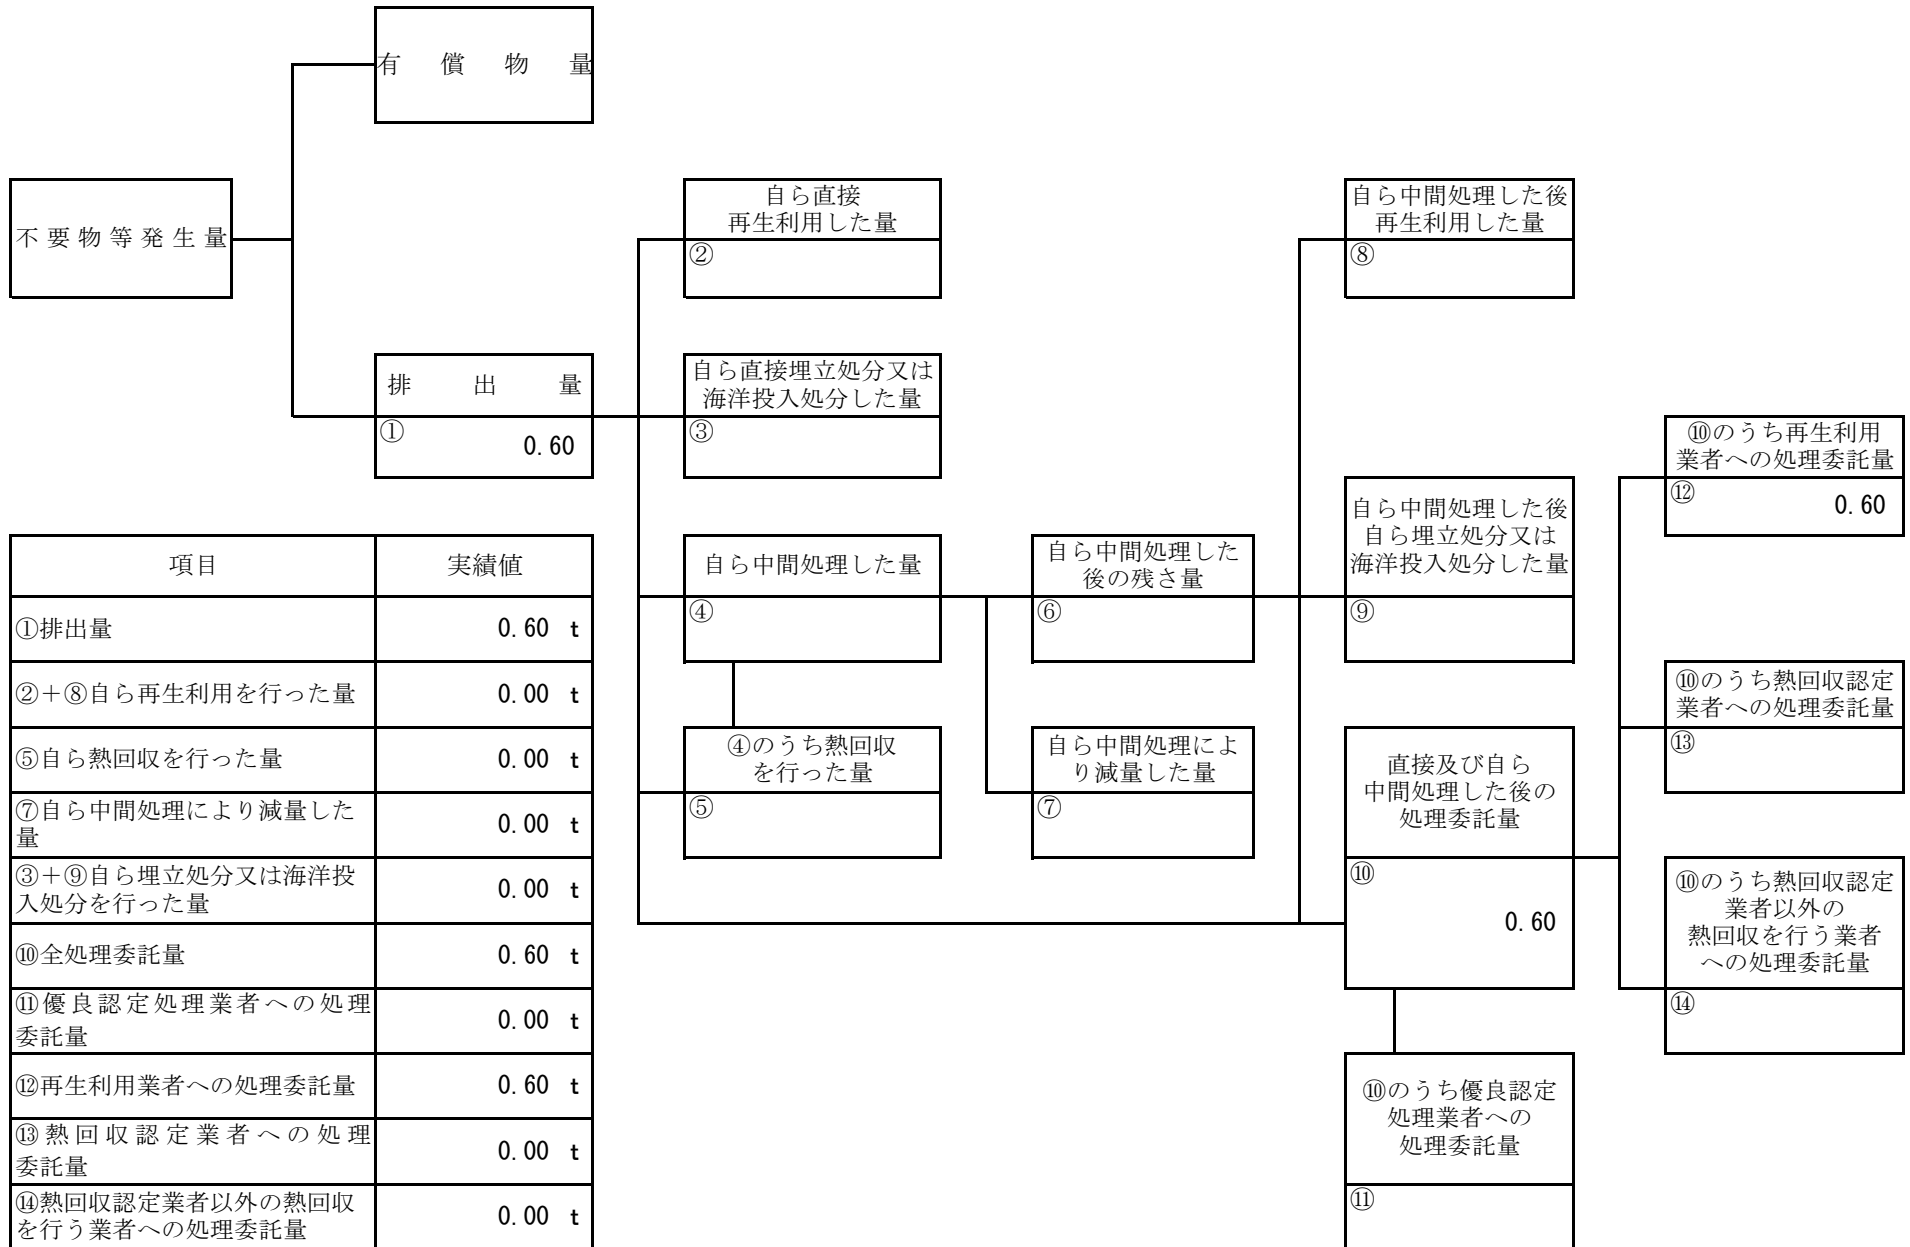 有償物量
不要物等発生量
排出量
①
0.60
自ら直接
再生利用した量
②
自ら直接埋立処分又は
海洋投入処分した量
③
自ら中間処理した量
④
④のうち熱回収
を行った量
⑤
自ら中間処理した
後の残さ量
⑥
自ら中間処理によ
り減量した量
⑦
自ら中間処理した後
再生利用した量
⑧
自ら中間処理した後
自ら埋立処分又は
海洋投入処分した量
⑨
直接及び自ら
中間処理した後の
処理委託量
⑩
0.60
⑩のうち優良認定
処理業者への
処理委託量
⑪
⑩のうち再生利用
業者への処理委託量
⑫
0.60
⑩のうち熱回収認定
業者への処理委託量
⑬
⑩のうち熱回収認定
業者以外の
熱回収を行う業者
への処理委託量
⑭
項目 実績値
①排出量 0.60 t
②+⑧自ら再生利用を行った量 0.00 t
⑤自ら熱回収を行った量 0.00 t
⑦自ら中間処理により減量した
量 0.00 t
③+⑨自ら埋立処分又は海洋投
入処分を行った量 0.00 t
⑩全処理委託量 0.60 t
⑪優良認定処理業者への処理
委託量 0.00 t
⑫再生利用業者への処理委託量 0.60 t
⑬熱回収認定業者への処理
委託量 0.00 t
⑭熱回収認定業者以外の熱回収
を行う業者への処理委託量 0.00 t